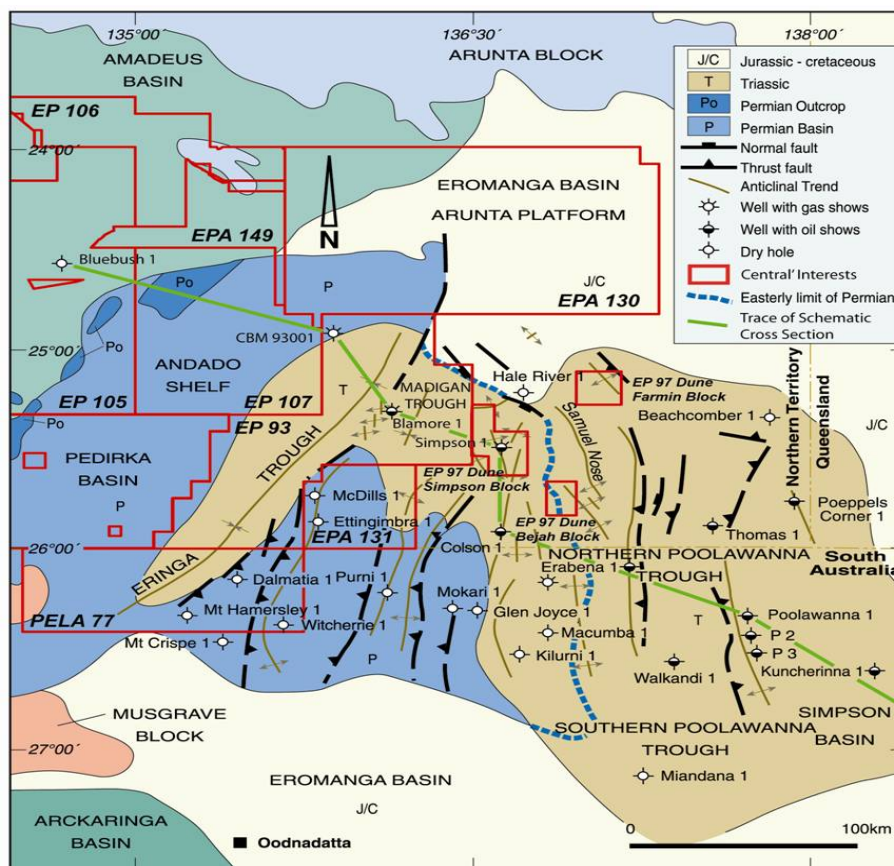 135°00´
136°30´
138°00´
AMADEUS
BASIN
ARUNTA BLOCK
J/C Jurassic - cretaceous
T Triassic
Po Permian Outcrop
P Permian Basin
Normal fault
Thrust fault
Anticlinal Trend
Well with gas shows
Well with oil shows
Dry hole
Central' Interests
Easterly limit of Permian
Trace of Schematic
Cross Section
EP 106
24°00´
EROMANGA BASIN
ARUNTA PLATFORM
N
EPA 149
Bluebush 1
Po
P
J/C
EPA 130
CBM 93001
Po
25°00´
ANDADO
SHELF
Po
EP 105
EP 107
EP 93
T
MADIGAN
TROUGH
Blamore 1
Simpson 1
Hale River 1
Samuel Nose
EP 97 Dune
Farmin Block
Beachcomber 1
Northern Territory
Queensland
J/C
PEDIRKA
BASIN
P
ERINGA
TROUGH
McDills 1
Ettingimbra 1
EPA 131
EP 97 Dune
Simpson Block
EP 97 Dune
Bejah Block
Colson 1
Thomas 1
Poeppels
Corner 1
26°00´
NORTHERN POOLAWANNA
TROUGH
South
Australia
Erabena 1
Dalmatia 1
Purni 1
Mokari 1
Glen Joyce 1
Poolawanna 1
PELA 77
Mt Hamersley 1
Witcherrie 1
Mt Crispe 1
P
Macumba 1
Kilurni 1
T
P 2
P 3
Walkandi 1
Kuncherinna 1
MUSGRAVE
BLOCK
27°00´
SOUTHERN POOLAWANNA
TROUGH
SIMPSON
BASIN
Miandana 1
EROMANGA BASIN
J/C
ARCKARINGA
BASIN
Oodnadatta
0
100km